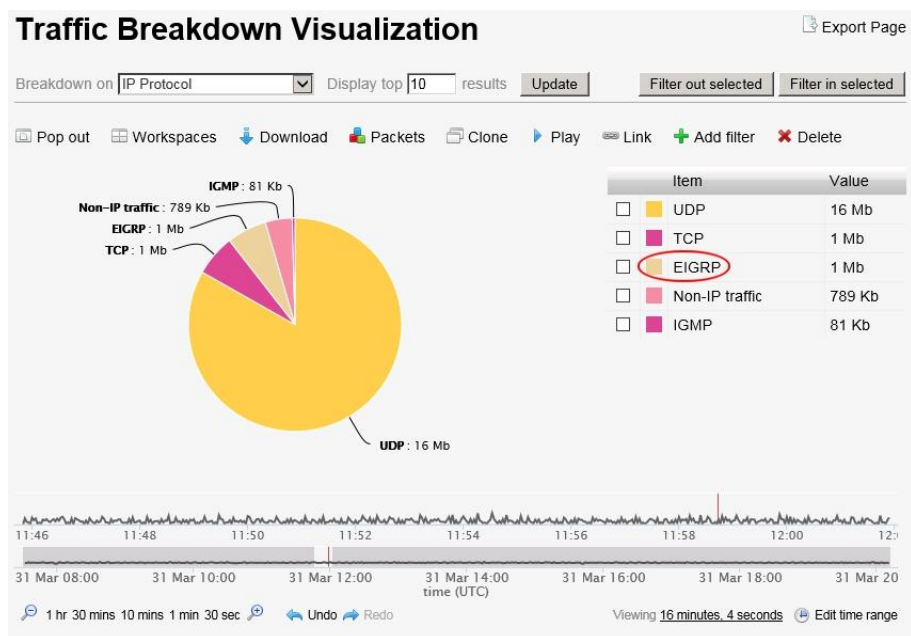 Traffic Breakdown Visualization
Export Page
Breakdown on IP Protocol Display top 10 results Update Filter out selected Filter in selected
Pop out Workspaces Download Packets Clone Play Link Add filter Delete
IGMP : 81 Kb
Non-IP traffic : 789 Kb
EIGRP : 1 Mb
TCP : 1 Mb
UDP : 16 Mb
Item Value
UDP 16 Mb
TCP 1 Mb
EIGRP 1 Mb
Non-IP traffic 789 Kb
IGMP 81 Kb
11:46 11:48 11:50 11:52 11:54 11:56 11:58 12:00 12:
31 Mar 08:00 31 Mar 10:00 31 Mar 12:00 31 Mar 14:00 31 Mar 16:00 31 Mar 18:00 31 Mar 20
time (UTC)
1 hr 30 mins 10 mins 1 min 30 sec Undo Redo Viewing 16 minutes, 4 seconds Edit time range